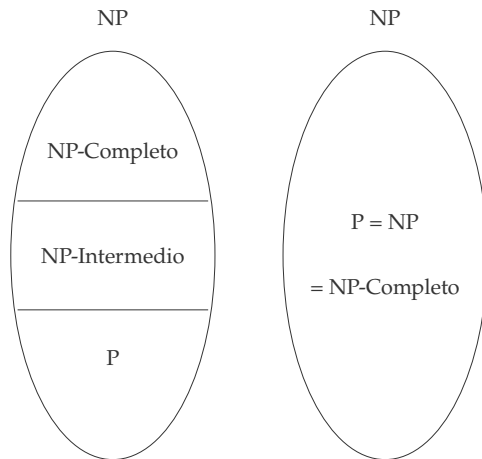 NP
NP-Completo
NP-Intermedio
P
NP
P = NP
= NP-Completo